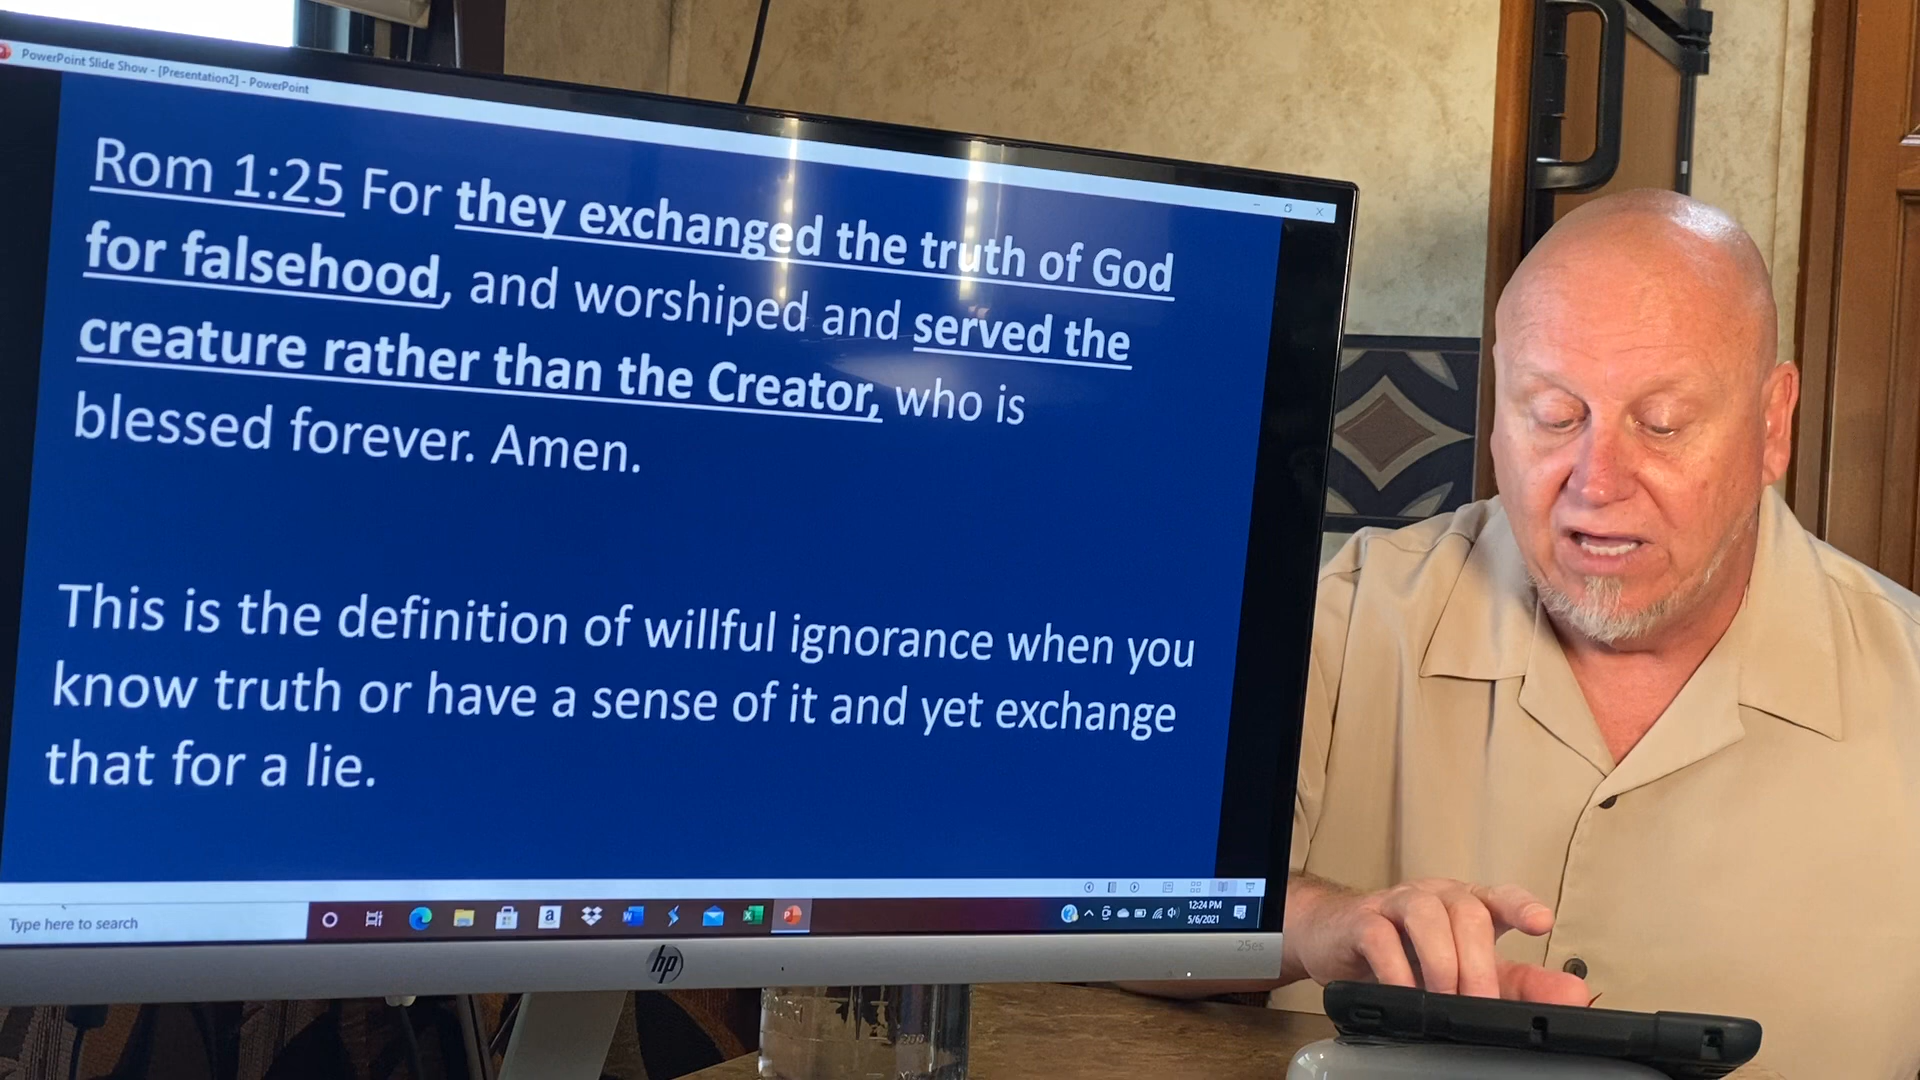 PowerPoint Slide Show - [Presentation2] - PowerPoint
Rom 1:25 For they exchanged the truth of God
for falsehood, and worshiped and served the
creature rather than the Creator, who is
blessed forever. Amen.
This is the definition of willful ignorance when you
know truth or have a sense of it and yet exchange
that for a lie.
Type here to search
12:24 PM
5/6/2021
hp
25es